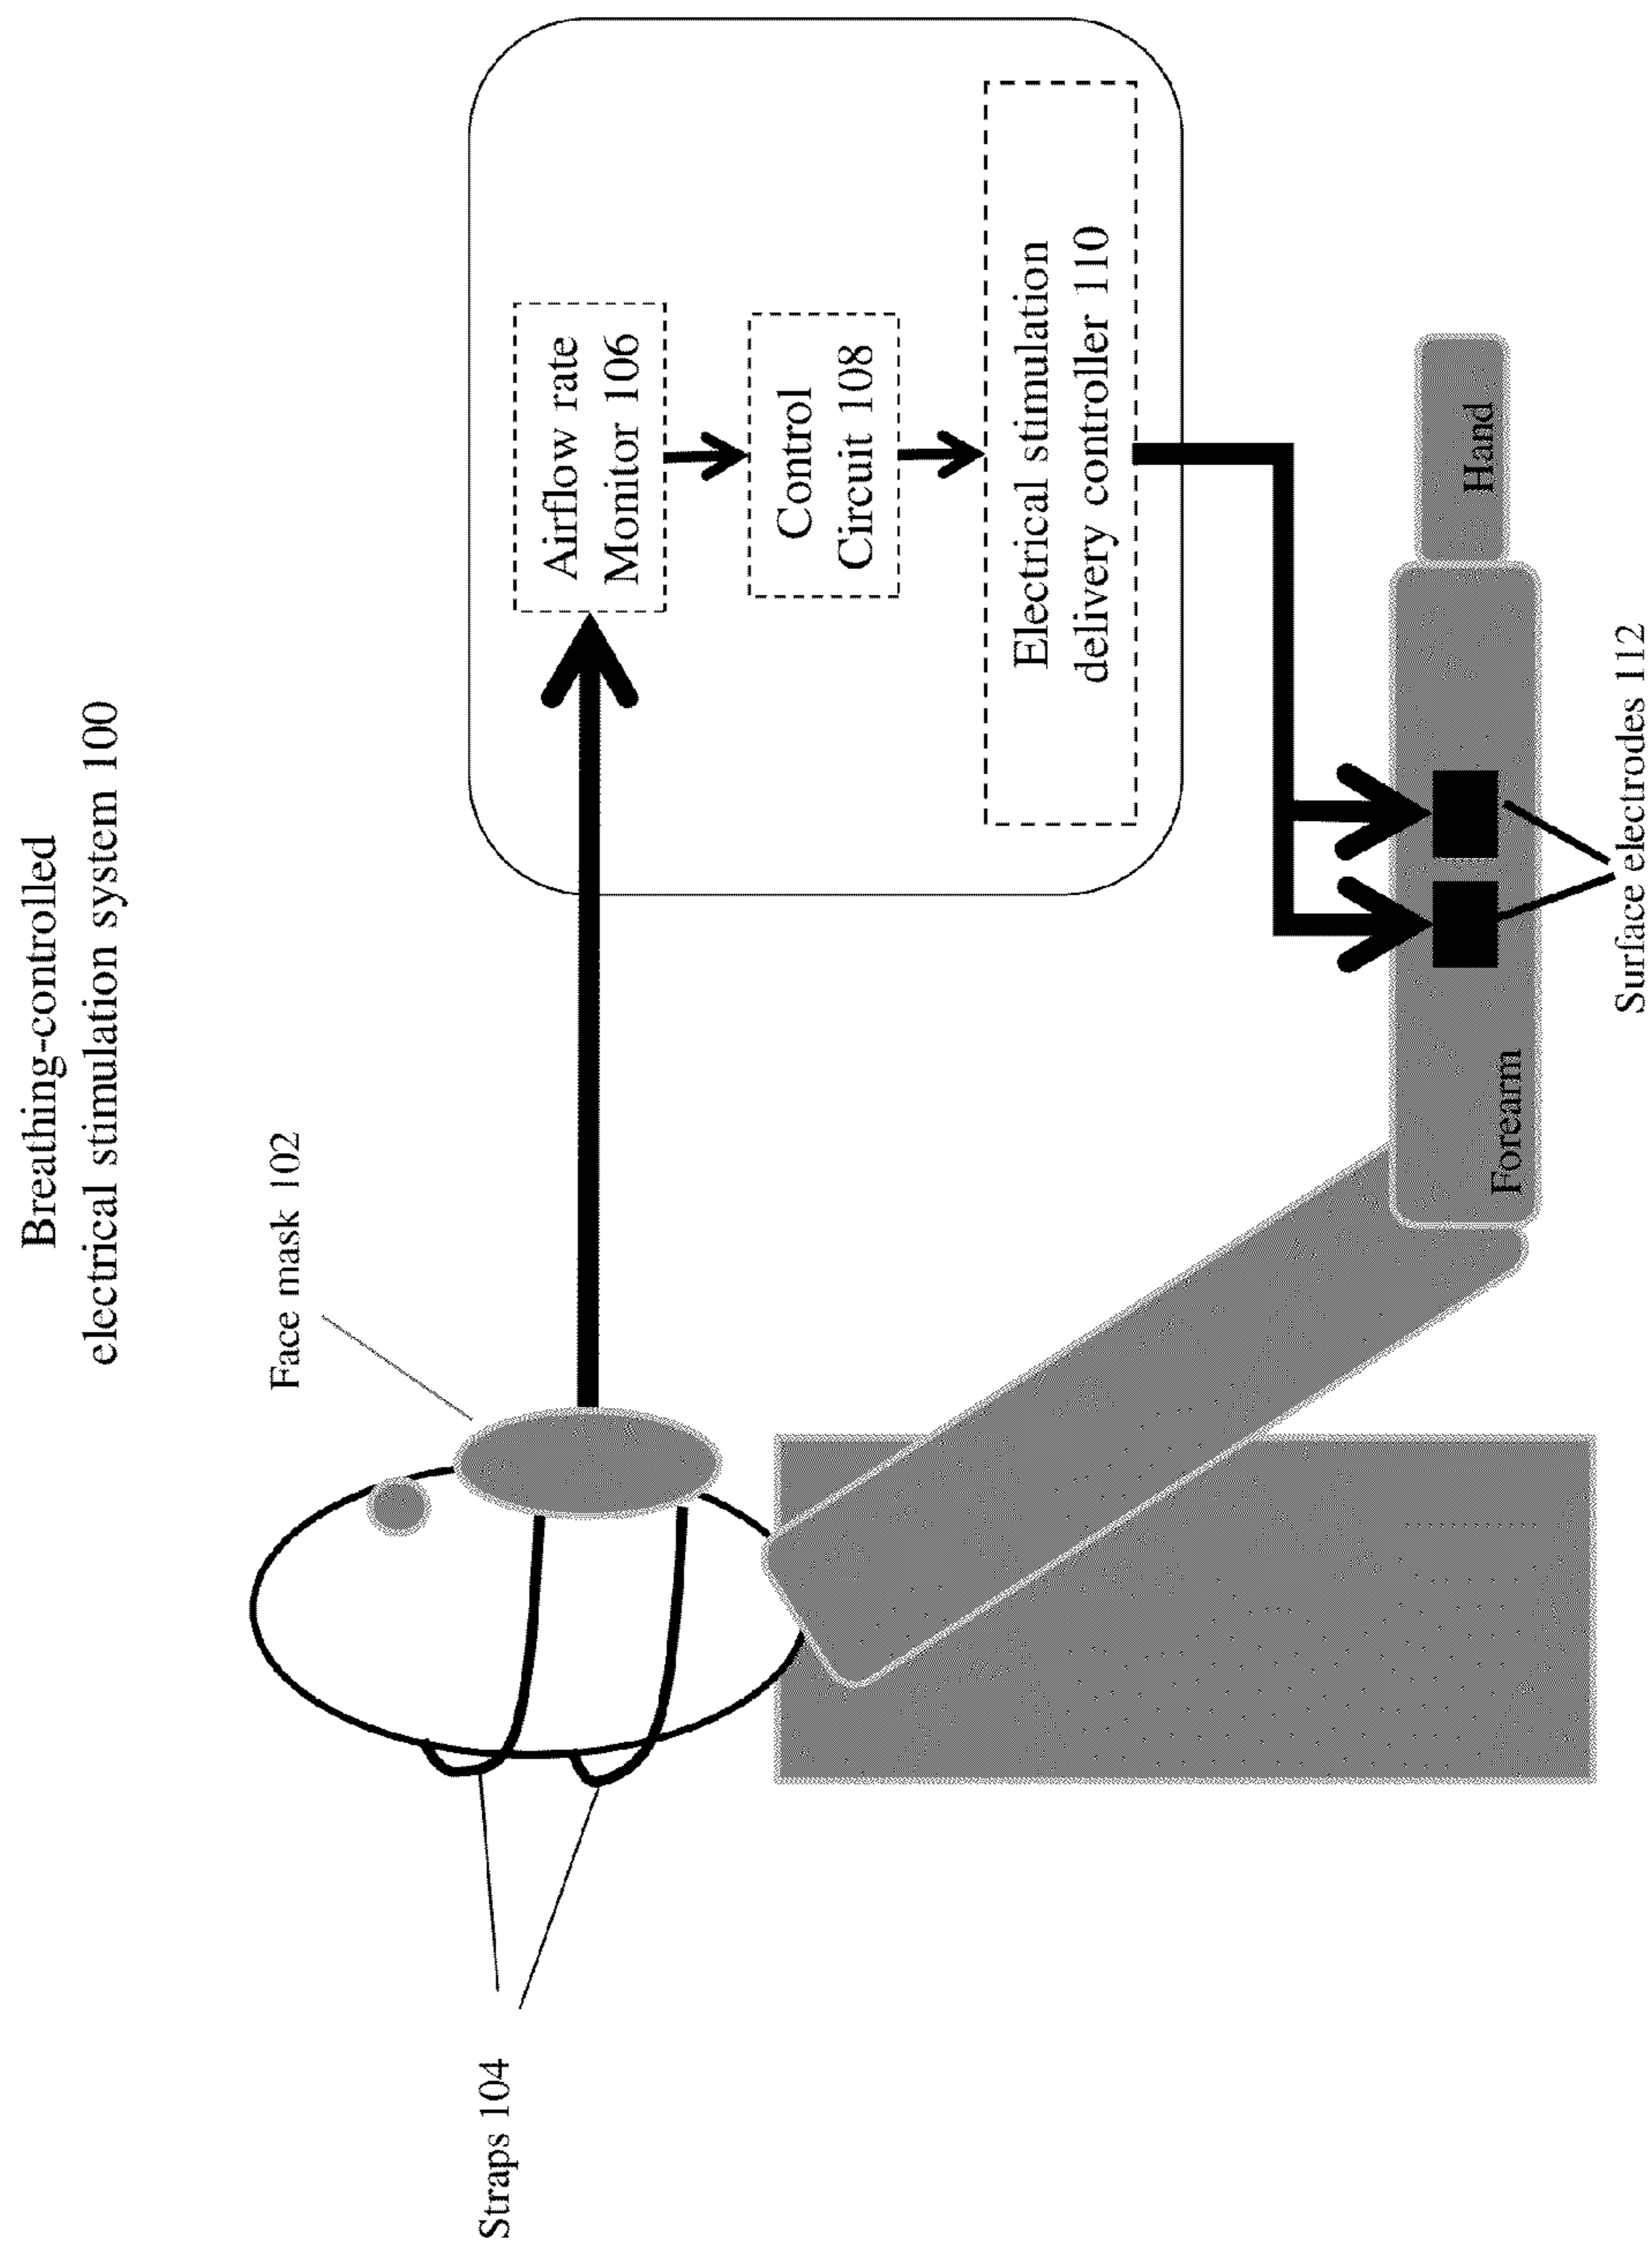 Breathing-controlled
electrical stimulation system 100
Face mask 102
Straps 104
Airflow rate
Monitor 106
Control
Circuit 108
Electrical stimulation
delivery controller 110
Hand
Forearm
Surface electrodes 112